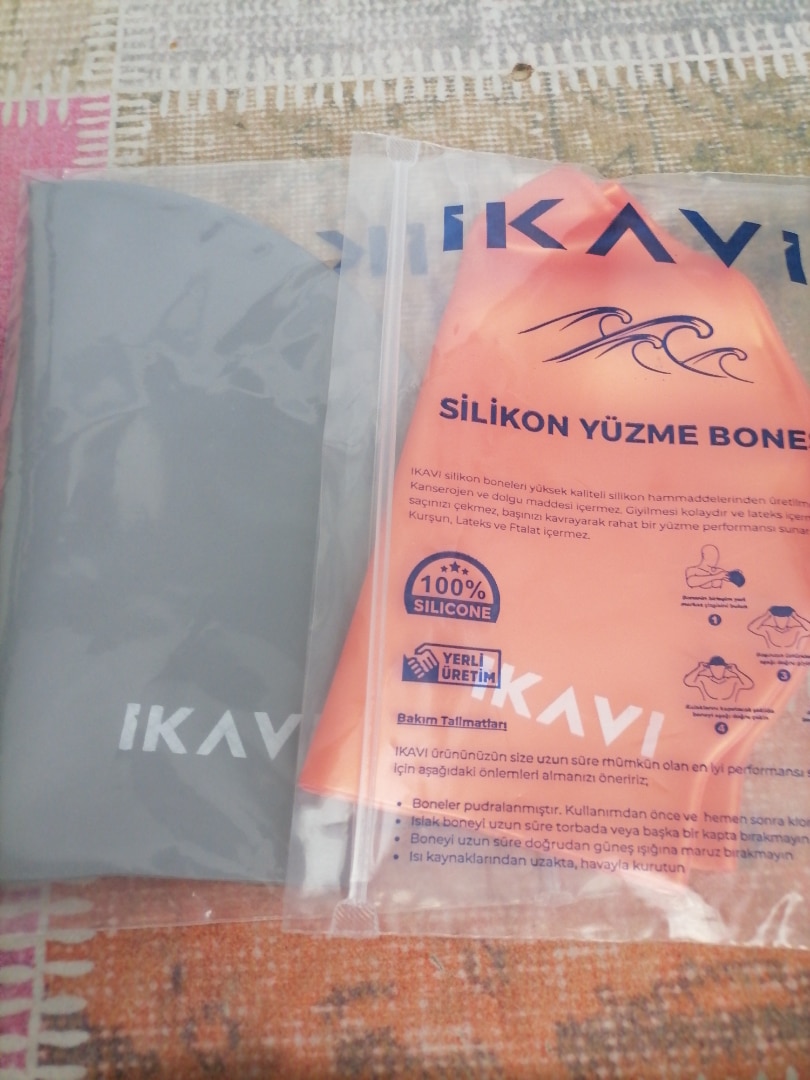 iKAVi
SİLİKON YÜZME BONES
IKAVI silikon boneleri yüksek kaliteli silikon hammaddelerinden üretilm
Kanserojen ve dolgu maddesi içermez. Giyilmesi kolaydır ve lateks içerm
saçınızı çekmez, başınızı kavrayarak rahat bir yüzme performansı sunar
Kurşun, Lateks ve Ftalat içermez.
100%
SILICONE
YERLİ
ÜRETİM
1
3
4
iKAVI
iKAV
Bakım Talimatları
IKAVI ürününüzün size uzun süre mümkün olan en iyi performansı
için aşağıdaki önlemleri almanızı öneririz;
• Boneler pudralanmıştır. Kullanımdan önce ve hemen sonra klor
• Islak boneyi uzun süre torbada veya başka bir kapta bırakmayın
• Boneyi uzun süre doğrudan güneş ışığına maruz bırakmayın
• Isı kaynaklarından uzakta, havayla kurutun